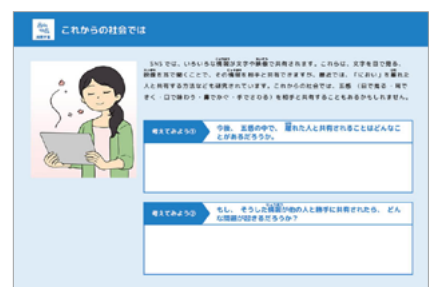 これからの社会では
SNSでは、いろいろな情報が文字や映像で共有されます。これらは、文字を目で見る、
を耳で聞くことで、その情報を相手と共有できますが、最近では、「におい」を離れた
人と共有する方法なども研究されています。これからの社会では、五感（目で見る・耳で
きく・口で味わう・鼻でかぐ・手でさわる）を相手と共有することもあるかもしれません。
考えてみよう①
今後、五感の中で、離れた人と共有されることはどんなこ
とがあるだろうか。
考えてみよう②
もし、そうした情報が他の人と勝手に共有されたら、どん
な問題が起きるだろうか？